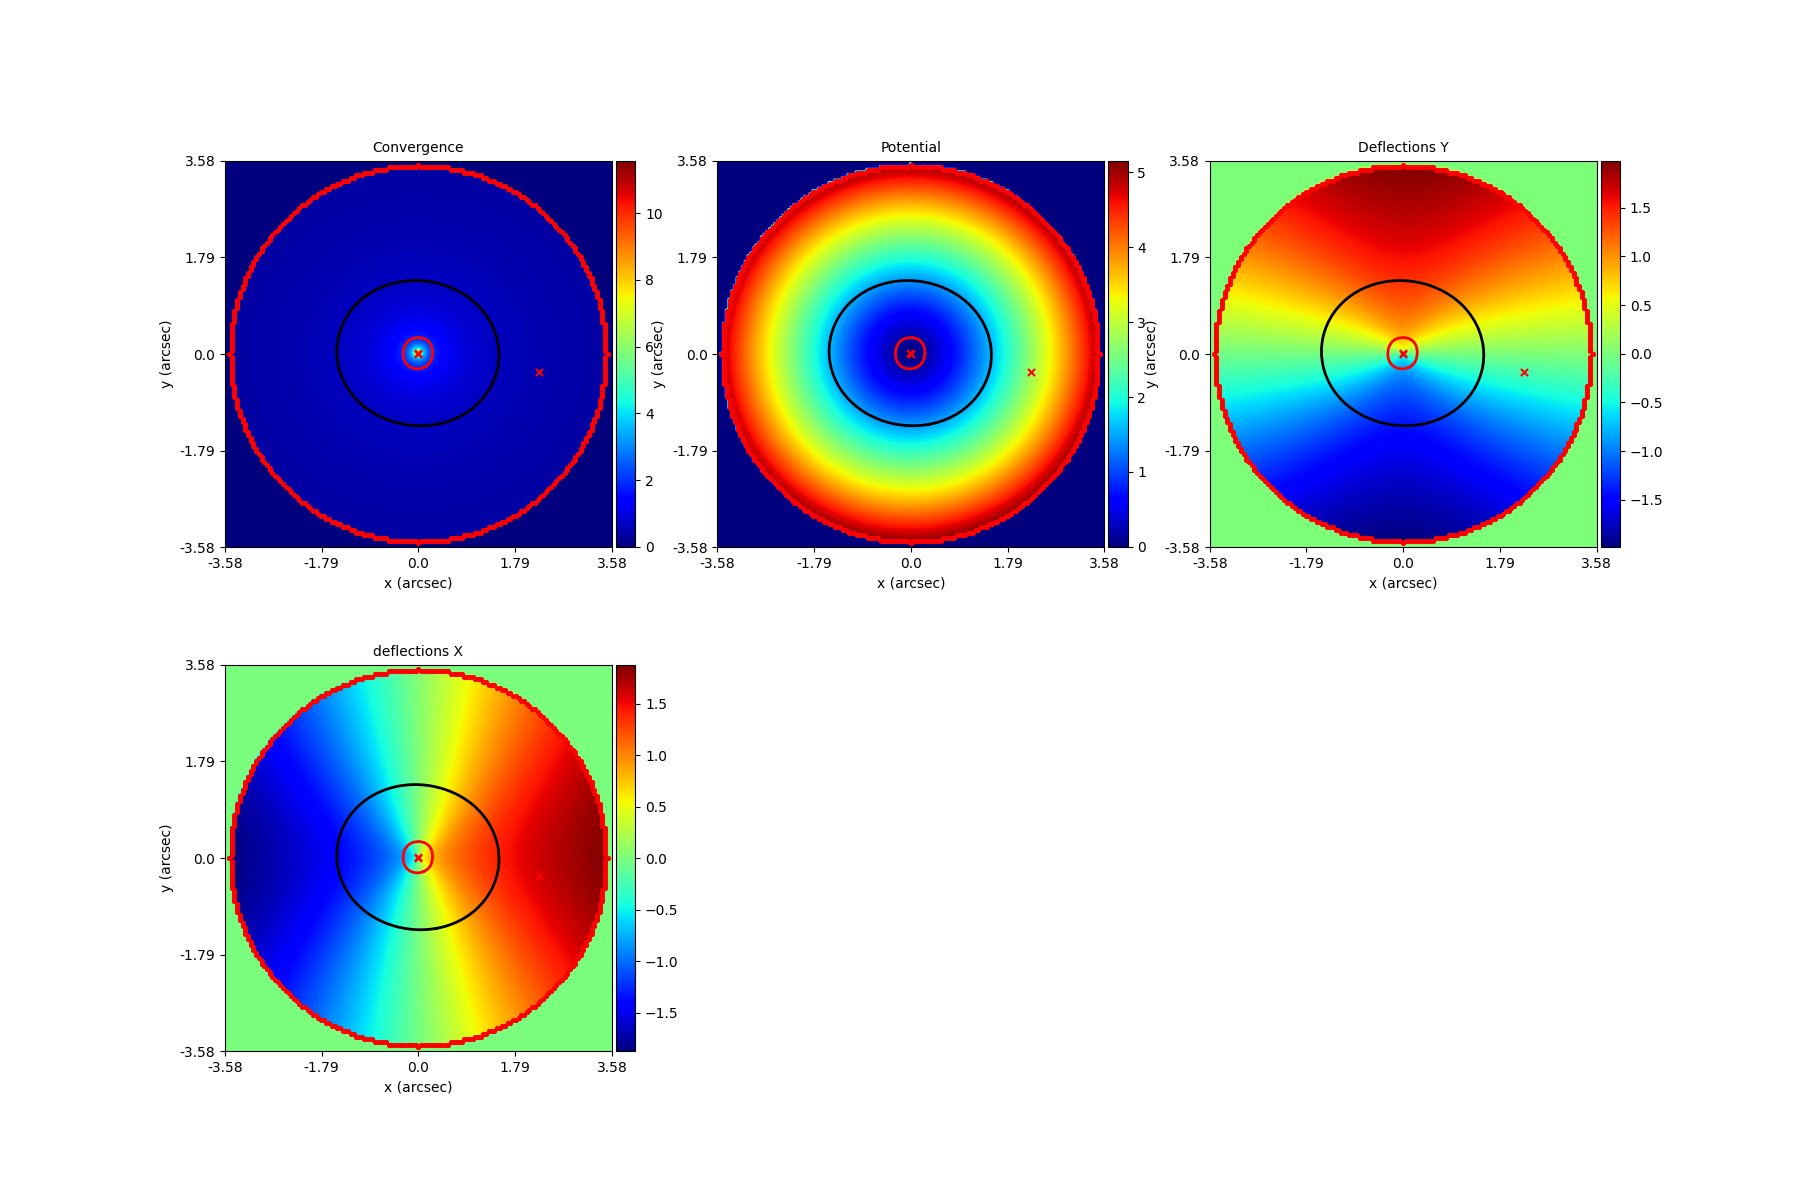 Convergence
3.58
1.79
0.0
-1.79
-3.58
y (arcsec)
-3.58 -1.79 0.0 1.79 3.58
x (arcsec)
10
8
6
4
2
0
Potential
3.58
1.79
0.0
-1.79
-3.58
y (arcsec)
-3.58 -1.79 0.0 1.79 3.58
x (arcsec)
5
4
3
2
1
0
Deflections Y
3.58
1.79
0.0
-1.79
-3.58
y (arcsec)
-3.58 -1.79 0.0 1.79 3.58
x (arcsec)
1.5
1.0
0.5
0.0
−0.5
−1.0
−1.5
deflections X
3.58
1.79
0.0
-1.79
-3.58
y (arcsec)
-3.58 -1.79 0.0 1.79 3.58
x (arcsec)
1.5
1.0
0.5
0.0
−0.5
−1.0
−1.5